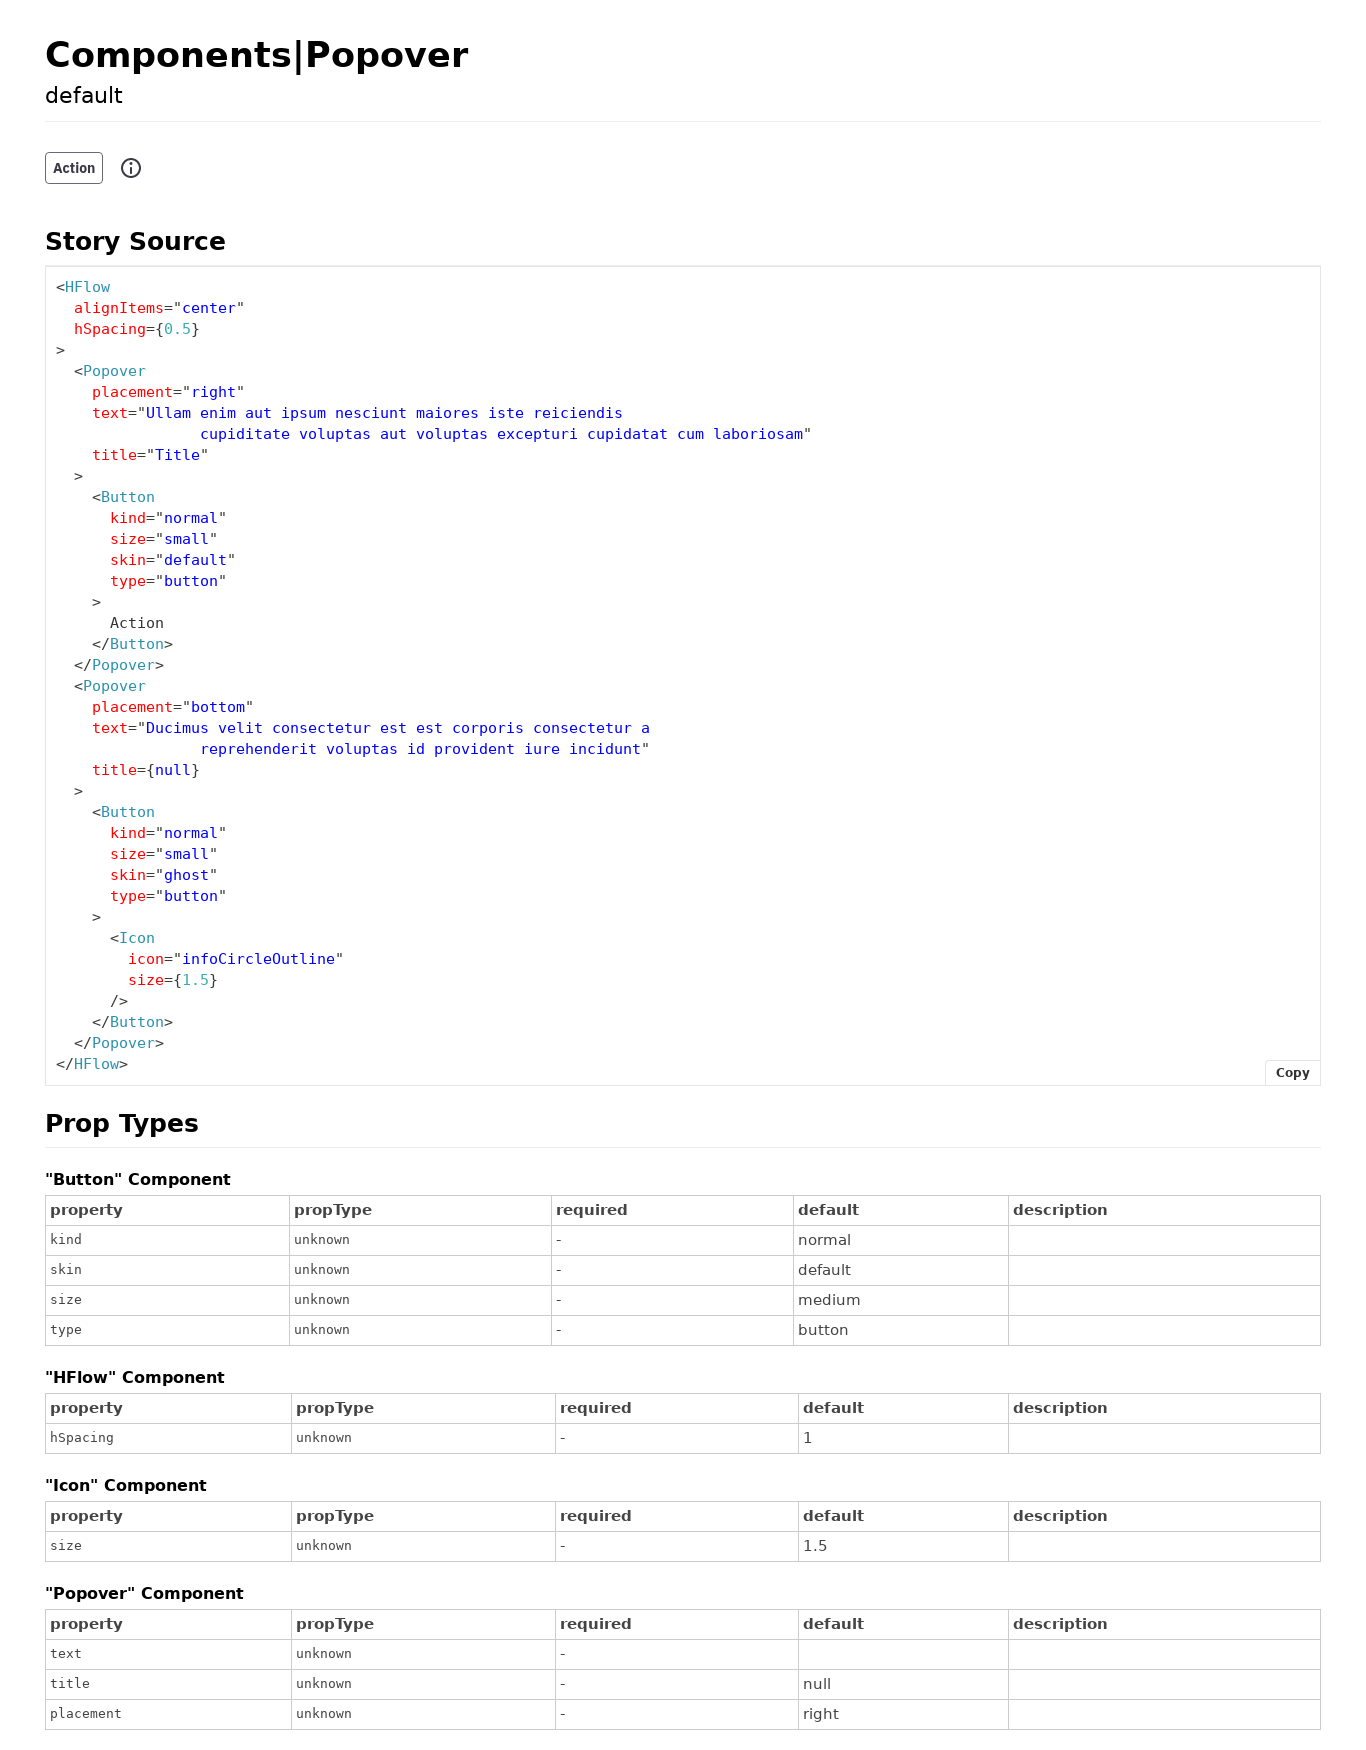 Components|Popover
default
Action
Story Source
<HFlow
  alignItems="center"
  hSpacing={0.5}
>
  <Popover
    placement="right"
    text="Ullam enim aut ipsum nesciunt maiores iste reiciendis
                cupiditate voluptas aut voluptas excepturi cupidatat cum laboriosam"
    title="Title"
  >
    <Button
      kind="normal"
      size="small"
      skin="default"
      type="button"
    >
      Action
    </Button>
  </Popover>
  <Popover
    placement="bottom"
    text="Ducimus velit consectetur est est corporis consectetur a
                reprehenderit voluptas id provident iure incidunt"
    title={null}
  >
    <Button
      kind="normal"
      size="small"
      skin="ghost"
      type="button"
    >
      <Icon
        icon="infoCircleOutline"
        size={1.5}
      />
    </Button>
  </Popover>
</HFlow>
Copy
Prop Types
"Button" Component
property propType required default description
kind unknown - normal
skin unknown - default
size unknown - medium
type unknown - button
"HFlow" Component
property propType required default description
hSpacing unknown - 1
"Icon" Component
property propType required default description
size unknown - 1.5
"Popover" Component
property propType required default description
text unknown -
title unknown - null
placement unknown - right